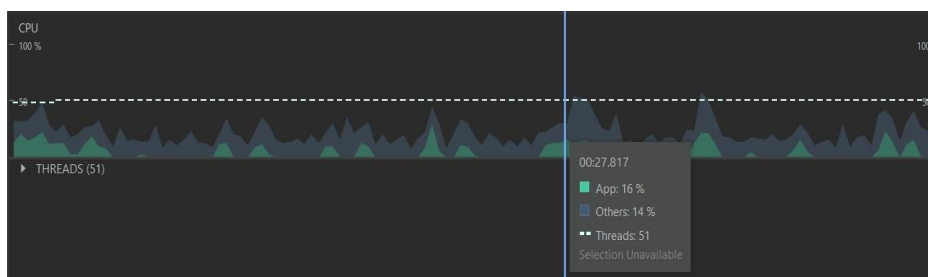 CPU
100 %
100
50
THREADS (51)
00:27.817
App: 16 %
Others: 14 %
Threads: 51
Selection Unavailable